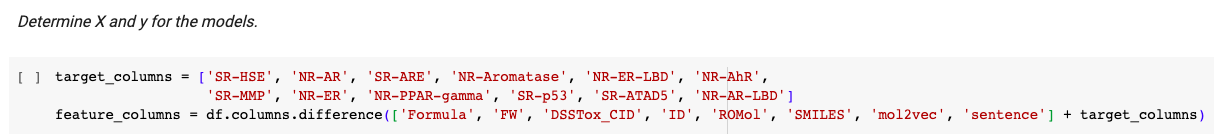 Determine X and y for the models.
[ ] target_columns = ['SR-HSE', 'NR-AR', 'SR-ARE', 'NR-Aromatase', 'NR-ER-LBD', 'NR-AhR',
'SR-MMP', 'NR-ER', 'NR-PPAR-gamma', 'SR-p53', 'SR-ATAD5', 'NR-AR-LBD']
feature_columns = df.columns.difference(['Formula', 'FW', 'DSSTox_CID', 'ID', 'ROMol', 'SMILES', 'mol2vec', 'sentence'] + target_columns)